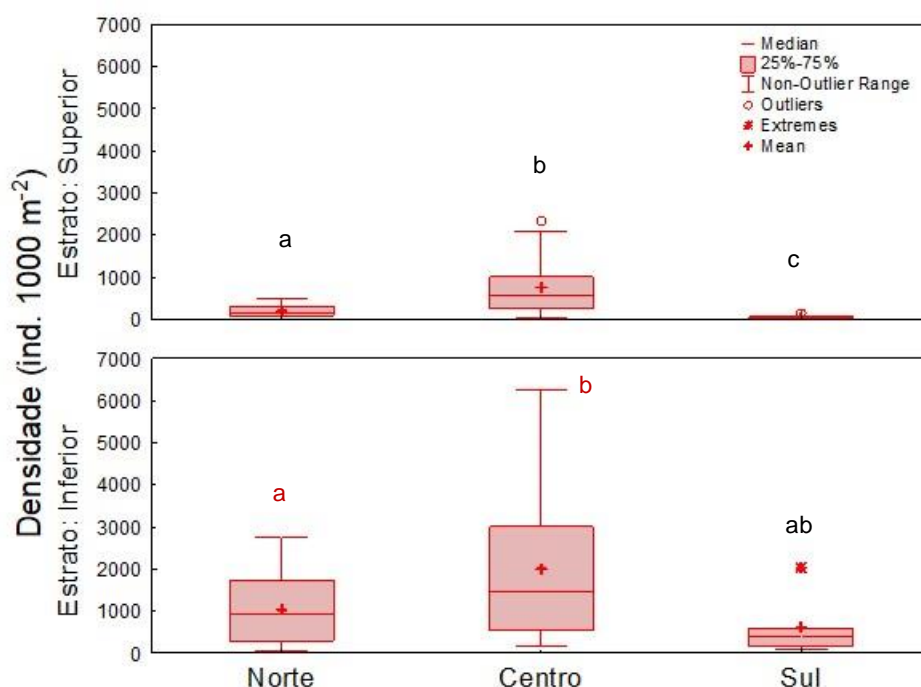 Densidade (ind. 1000 m⁻²)
Estrato: Superior
7000
6000
5000
4000
3000
2000
1000
0
a
b
c
Median
25%-75%
Non-Outlier Range
Outliers
Extremes
Mean
Estrato: Inferior
7000
6000
5000
4000
3000
2000
1000
0
a
b
ab
Norte Centro Sul